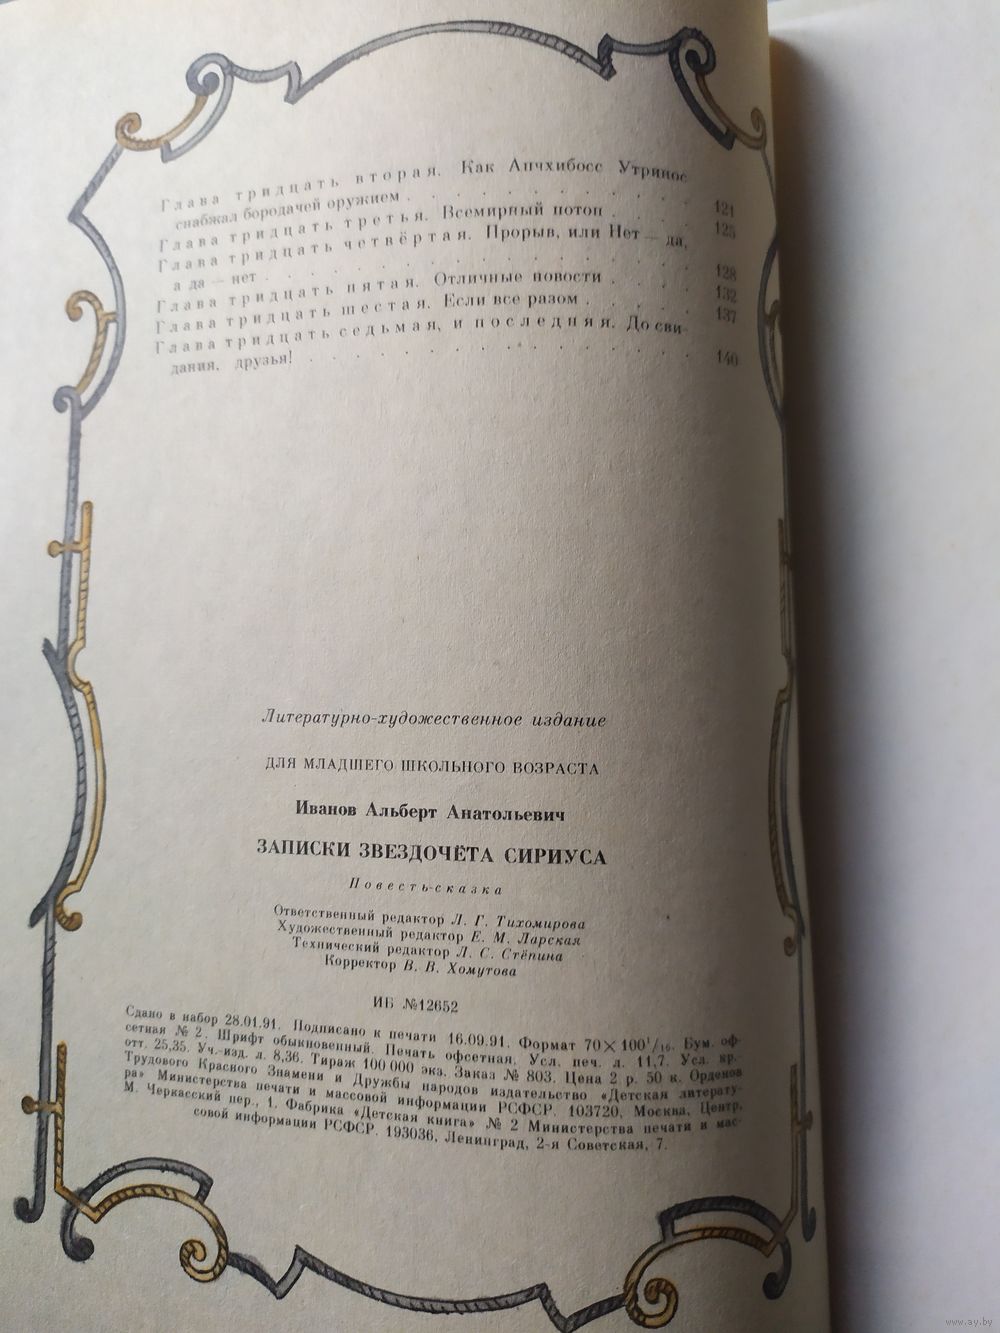 Глава тридцать вторая. Как Апчхибосс Утринос
снабжал бородачей оружием . . . . . . . . . 121
Глава тридцать третья. Всемирный потоп . . . . 125
Глава тридцать четвёртая. Прорыв, или Нет — да,
а да — нет . . . . . . . . . . . . . . . 128
Глава тридцать пятая. Отличные новости . . . . 132
Глава тридцать шестая. Если все разом . . . . 137
Глава тридцать седьмая, и последняя. До сви-
дания, друзья! . . . . . . . . . . . . . . 140
Литературно-художественное издание
ДЛЯ МЛАДШЕГО ШКОЛЬНОГО ВОЗРАСТА
Иванов Альберт Анатольевич
ЗАПИСКИ ЗВЕЗДОЧЁТА СИРИУСА
Повесть-сказка
Ответственный редактор Л. Г. Тихомирова
Художественный редактор Е. М. Ларская
Технический редактор Л. С. Стёпина
Корректор В. В. Хомутова
ИБ №12652
Сдано в набор 28.01.91. Подписано к печати 16.09.91. Формат 70×100¹/₁₆. Бум. оф-
сетная № 2. Шрифт обыкновенный. Печать офсетная. Усл. печ. л. 11,7. Усл. кр.-
отт. 25,35. Уч.-изд. л. 8,36. Тираж 100 000 экз. Заказ № 803. Цена 2 р. 50 к. Орденов
Трудового Красного Знамени и Дружбы народов издательство «Детская литерату-
ра» Министерства печати и массовой информации РСФСР. 103720, Москва, Центр,
М. Черкасский пер., 1. Фабрика «Детская книга» № 2 Министерства печати и мас-
совой информации РСФСР. 193036, Ленинград, 2-я Советская, 7.
www.ay.by